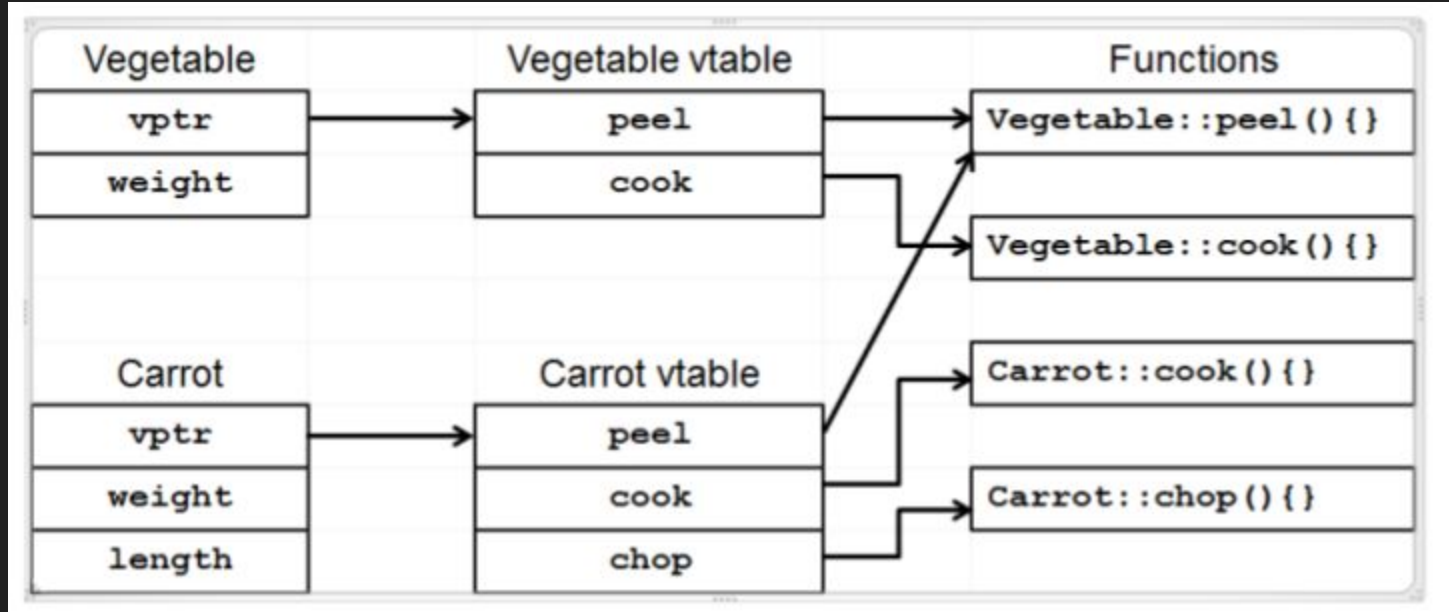 Vegetable
Vegetable vtable
Functions
vptr
peel
Vegetable::peel(){}
weight
cook
Vegetable::cook(){}
Carrot
Carrot vtable
Carrot::cook(){}
vptr
peel
weight
cook
Carrot::chop(){}
length
chop